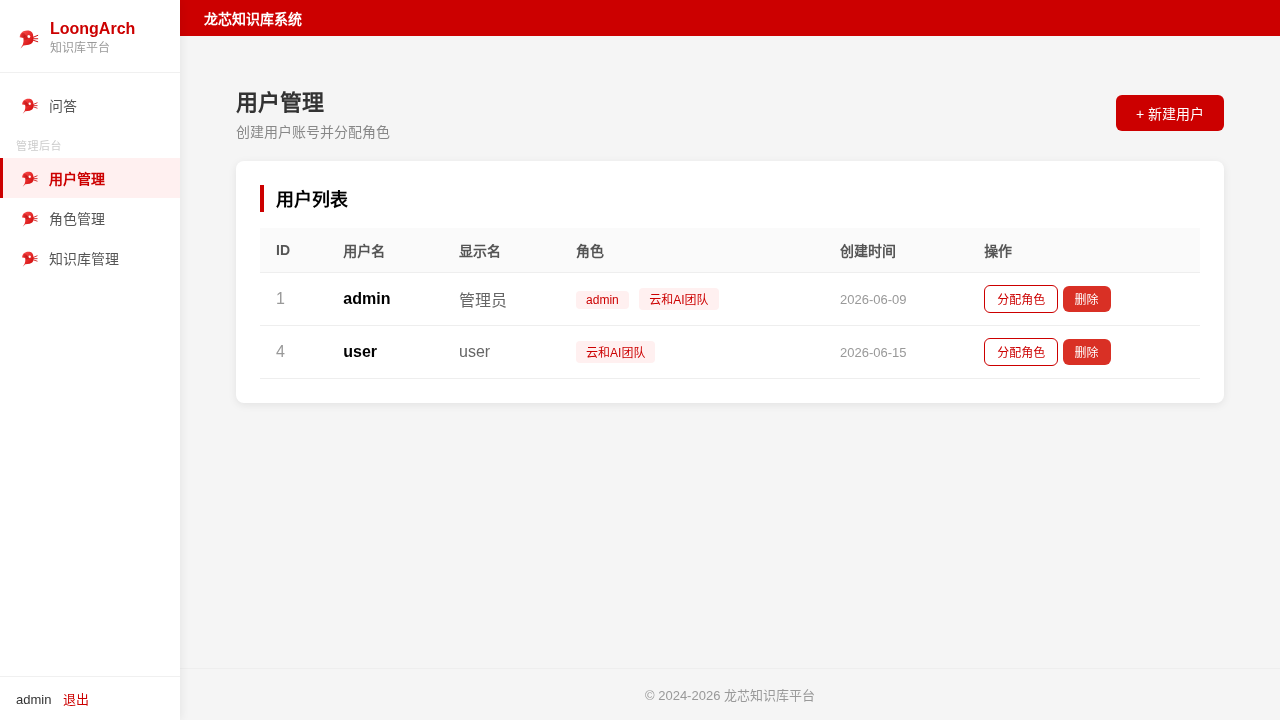 LoongArch
知识库平台
问答
管理后台
用户管理
角色管理
知识库管理
admin 退出
龙芯知识库系统
用户管理
创建用户账号并分配角色
+ 新建用户
用户列表
ID 用户名 显示名 角色 创建时间 操作
1 admin 管理员 admin 云和AI团队 2026-06-09 分配角色 删除
4 user user 云和AI团队 2026-06-15 分配角色 删除
© 2024-2026 龙芯知识库平台